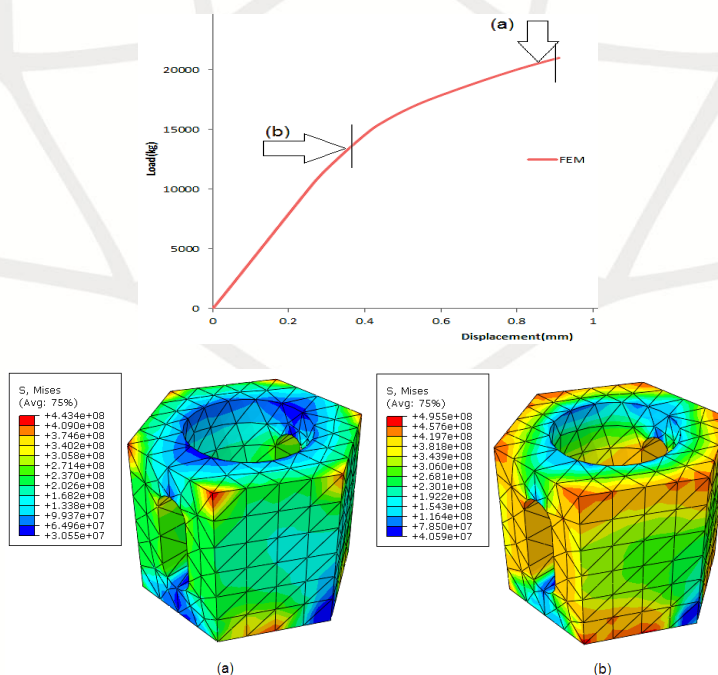 (a)
20000
(b)
15000
Load(kg)
FEM
10000
5000
0
0 0.2 0.4 0.6 0.8 1
Displacement(mm)
S, Mises
(Avg: 75%)
+4.434e+08
+4.090e+08
+3.746e+08
+3.402e+08
+3.058e+08
+2.714e+08
+2.370e+08
+2.026e+08
+1.682e+08
+1.338e+08
+9.937e+07
+6.496e+07
+3.055e+07
S, Mises
(Avg: 75%)
+4.955e+08
+4.576e+08
+4.197e+08
+3.818e+08
+3.439e+08
+3.060e+08
+2.681e+08
+2.301e+08
+1.922e+08
+1.543e+08
+1.164e+08
+7.850e+07
+4.059e+07
(a)
(b)